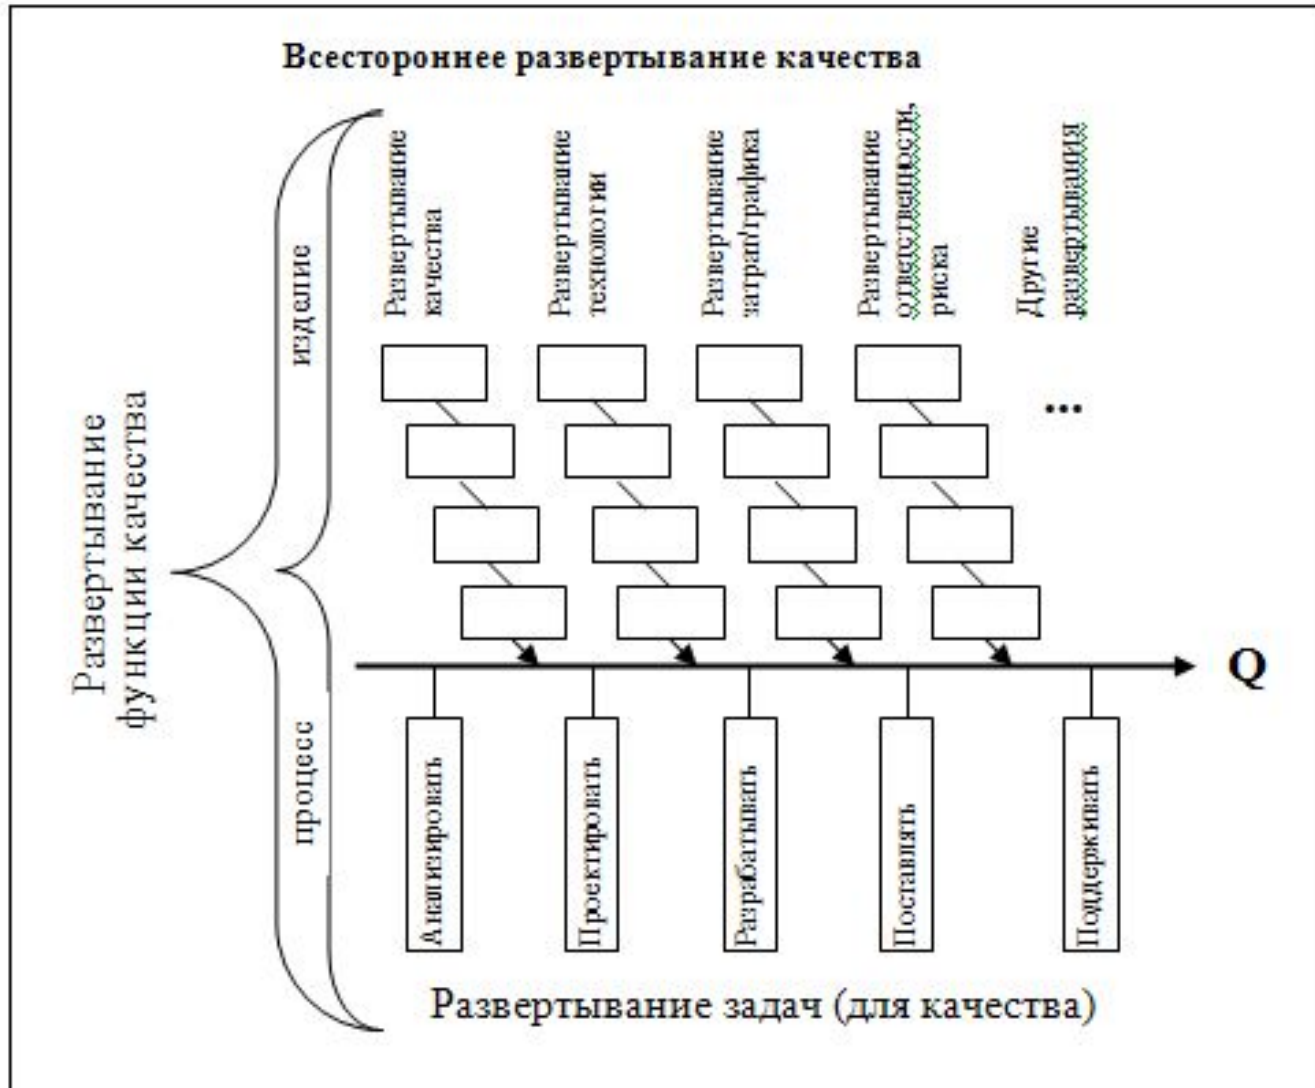 Всестороннее развертывание качества
Развертывание
качества
Развертывание
технологии
Развертывание
затрат/графика
Развертывание
ответственности,
риска
Другие
развертывания
изделие
Развертывание
функции качества
...
Q
процесс
Анализировать
Проектировать
Разрабатывать
Поставлять
Поддерживать
Развертывание задач (для качества)